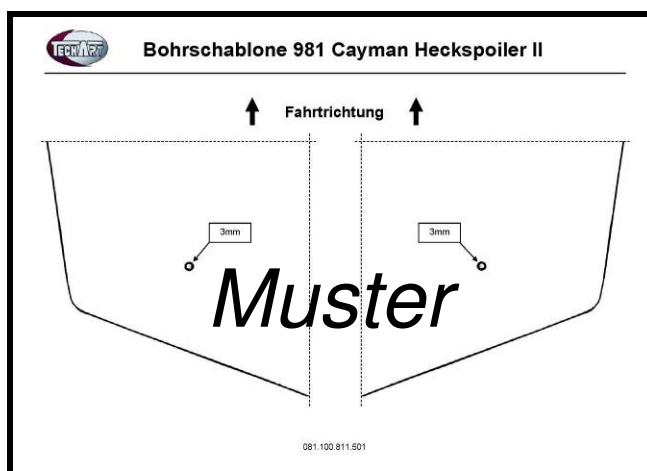 TECHART
Bohrschablone 981 Cayman Heckspoiler II
Fahrtrichtung
3mm
3mm
Muster
081.100.811.501